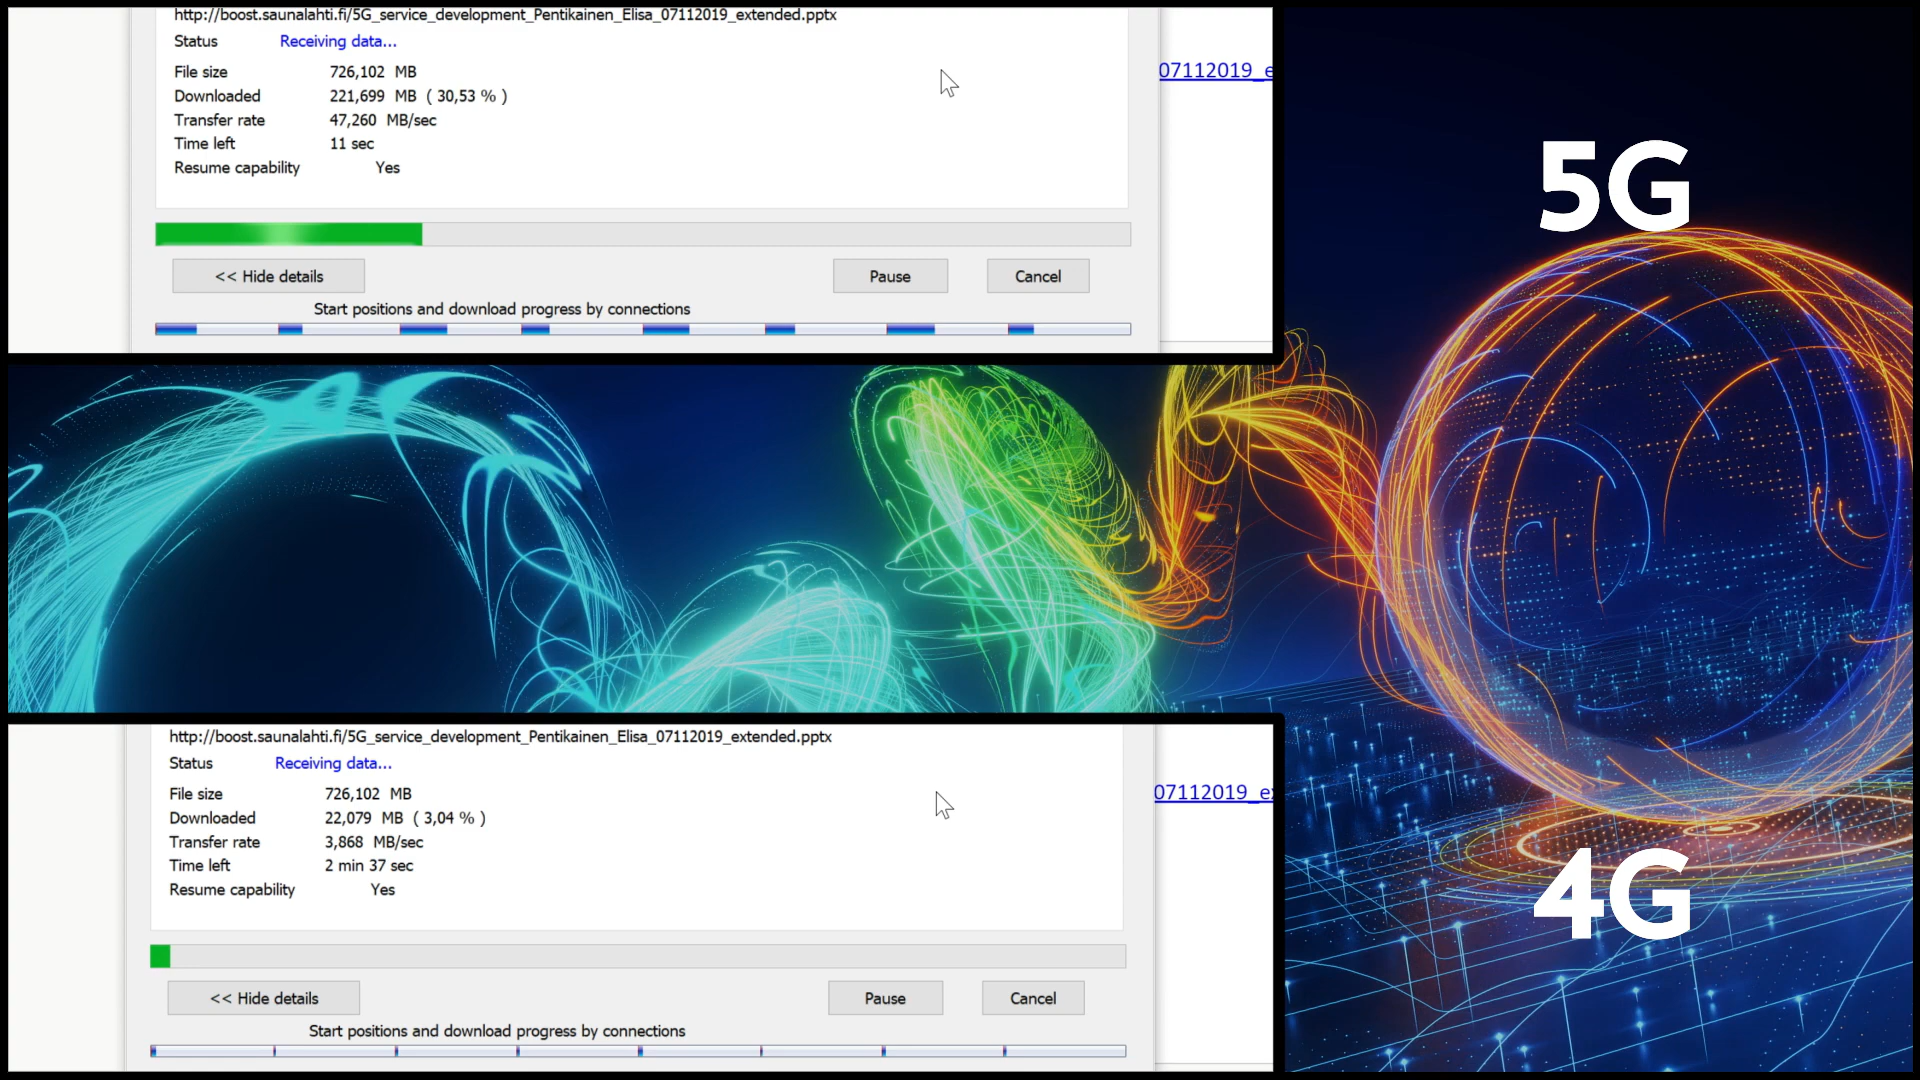 http://boost.saunalahti.fi/5G_service_development_Pentikainen_Elisa_07112019_extended.pptx
Status Receiving data...
07112019_e
File size 726,102 MB
Downloaded 221,699 MB ( 30,53 % )
Transfer rate 47,260 MB/sec
Time left 11 sec
Resume capability Yes
<< Hide details Pause Cancel
Start positions and download progress by connections
5G
http://boost.saunalahti.fi/5G_service_development_Pentikainen_Elisa_07112019_extended.pptx
Status Receiving data...
07112019_e
File size 726,102 MB
Downloaded 22,079 MB ( 3,04 % )
Transfer rate 3,868 MB/sec
Time left 2 min 37 sec
Resume capability Yes
<< Hide details Pause Cancel
Start positions and download progress by connections
4G